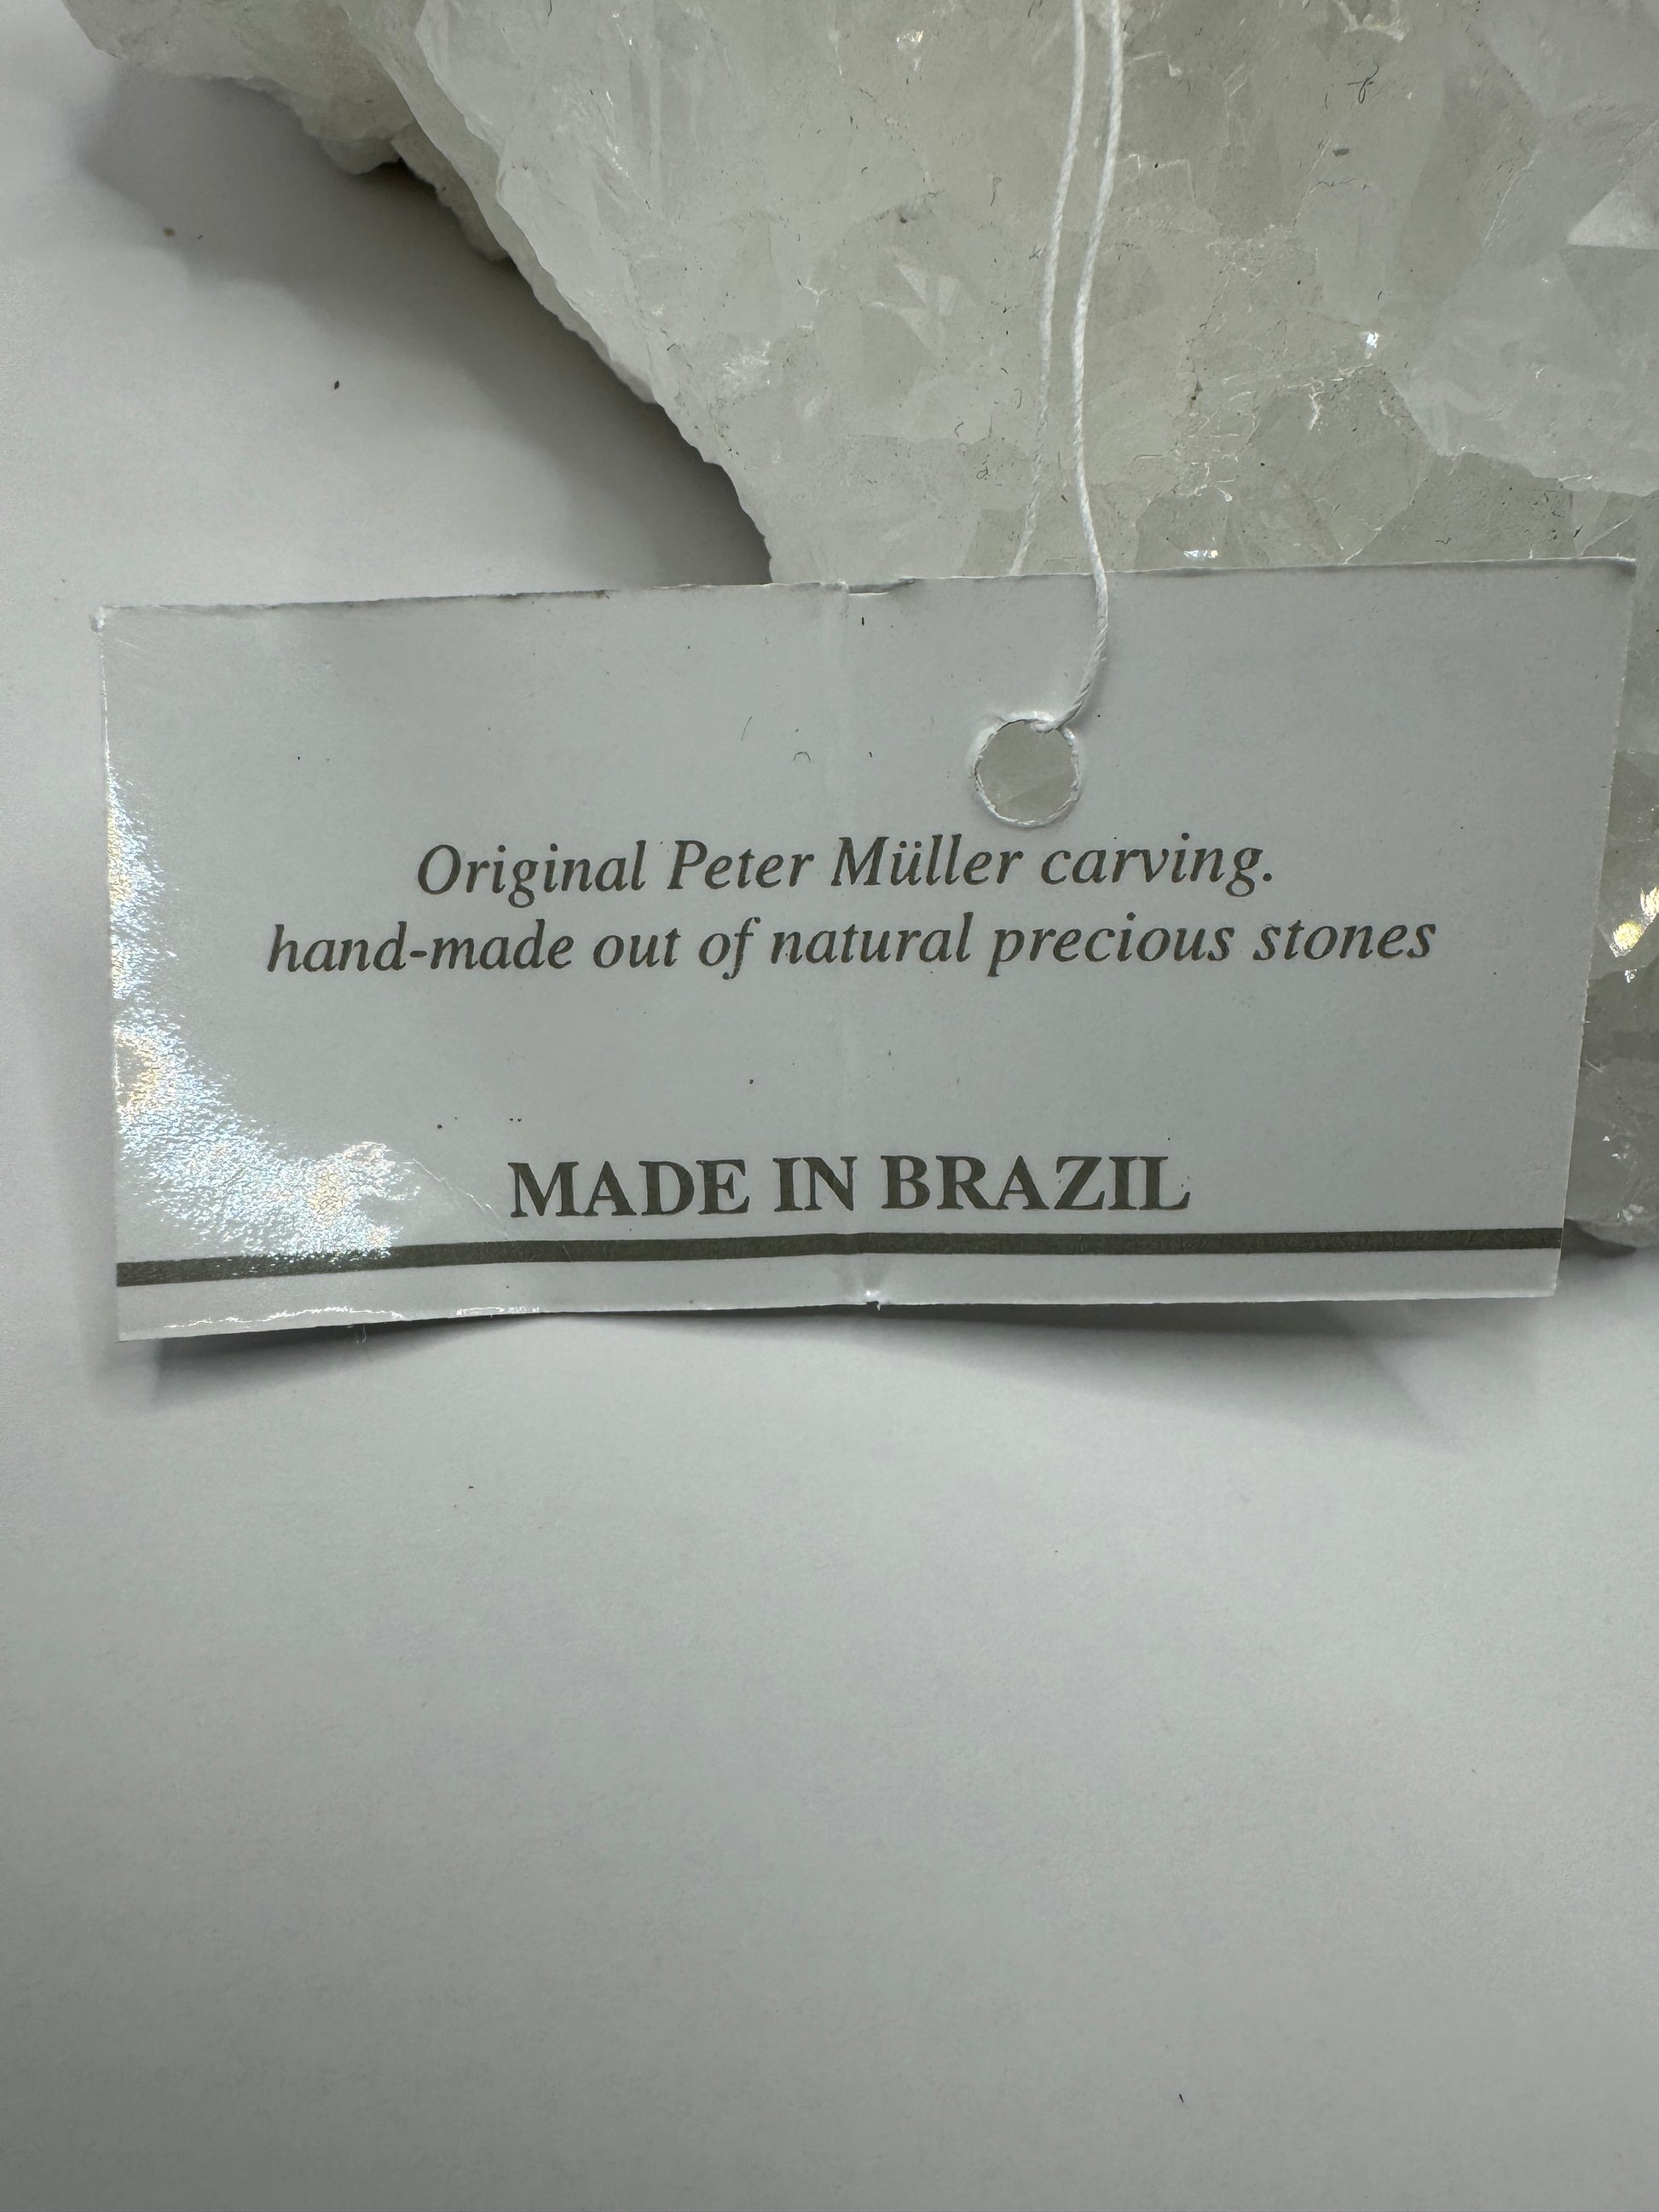 Original Peter Müller carving.
hand-made out of natural precious stones
MADE IN BRAZIL